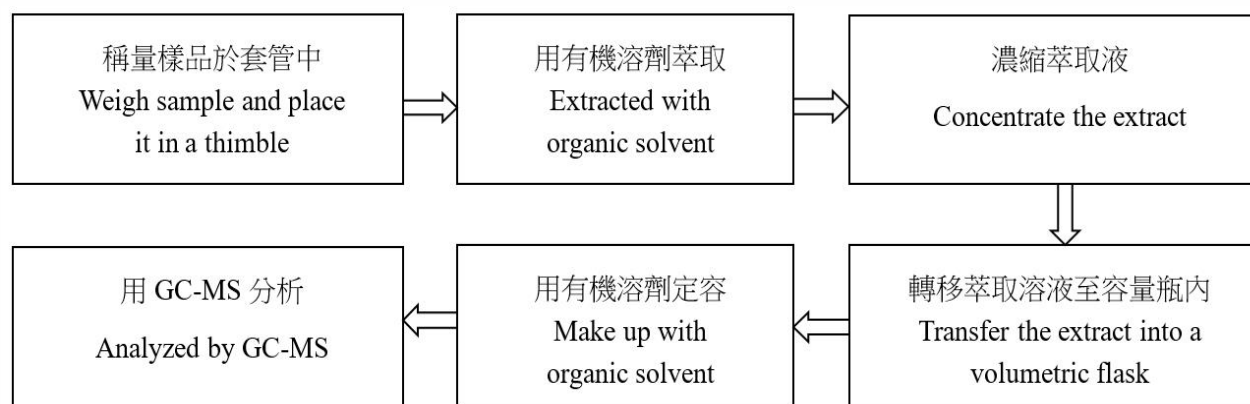 稱量樣品於套管中
Weigh sample and place
it in a thimble
用有機溶劑萃取
Extracted with
organic solvent
濃縮萃取液
Concentrate the extract
轉移萃取溶液至容量瓶內
Transfer the extract into a
volumetric flask
用有機溶劑定容
Make up with
organic solvent
用 GC-MS 分析
Analyzed by GC-MS